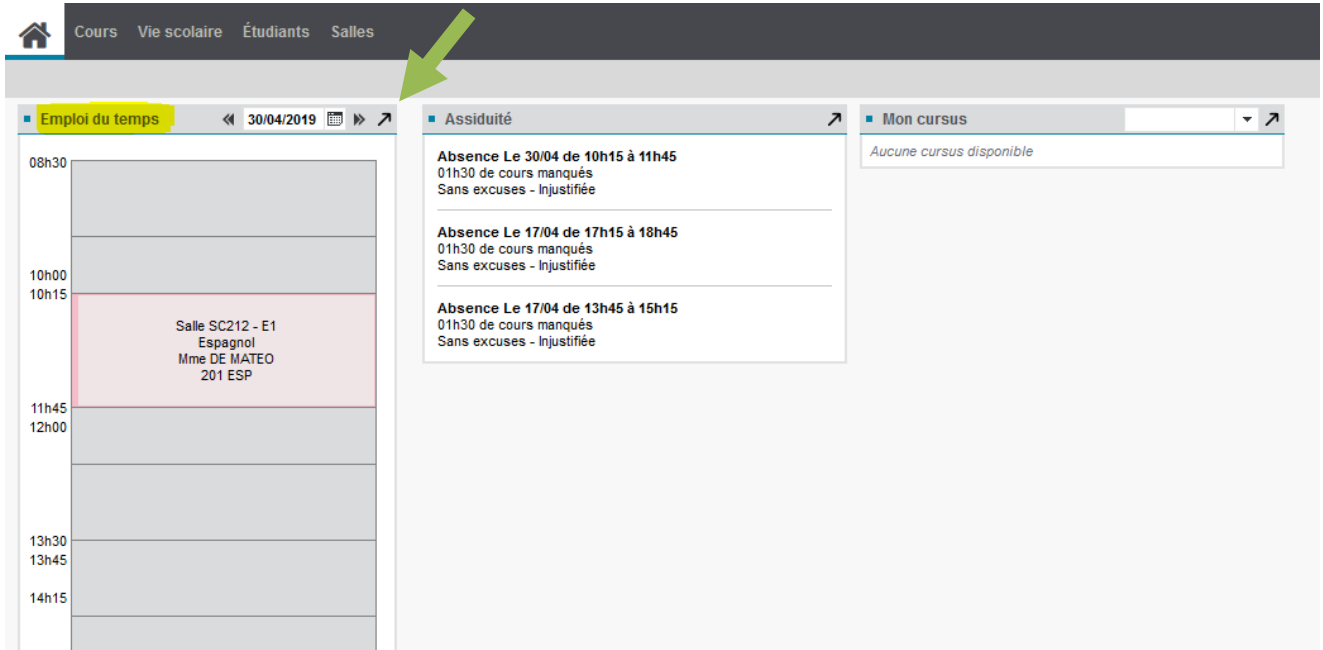 Cours Vie scolaire Étudiants Salles
Emploi du temps 30/04/2019
08h30
10h00
10h15
Salle SC212 - E1
Espagnol
Mme DE MATEO
201 ESP
11h45
12h00
13h30
13h45
14h15
Assiduité
Absence Le 30/04 de 10h15 à 11h45
01h30 de cours manqués
Sans excuses - Injustifiée
Absence Le 17/04 de 17h15 à 18h45
01h30 de cours manqués
Sans excuses - Injustifiée
Absence Le 17/04 de 13h45 à 15h15
01h30 de cours manqués
Sans excuses - Injustifiée
Mon cursus
Aucune cursus disponible